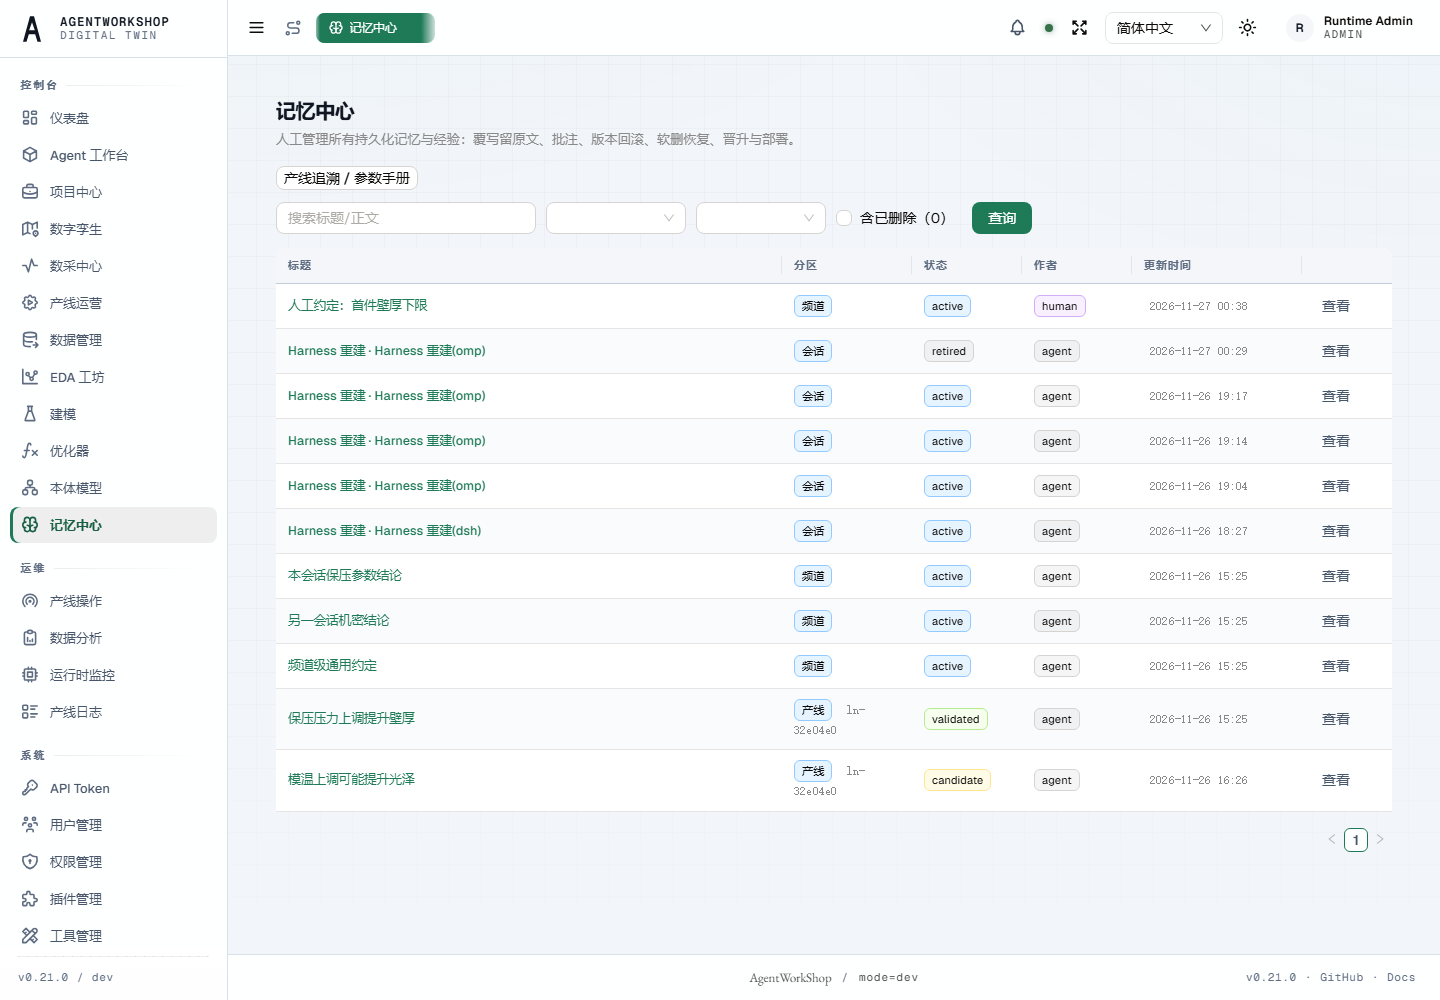 AGENTWORKSHOP
DIGITAL TWIN
控制台
仪表盘
Agent 工作台
项目中心
数字孪生
数采中心
产线运营
数据管理
EDA 工坊
建模
优化器
本体模型
记忆中心
运维
产线操作
数据分析
运行时监控
产线日志
系统
API Token
用户管理
权限管理
插件管理
工具管理
v0.21.0 / dev
记忆中心
简体中文
R
Runtime Admin
ADMIN
记忆中心
人工管理所有持久化记忆与经验：覆写留原文、批注、版本回滚、软删恢复、晋升与部署。
产线追溯 / 参数手册
搜索标题/正文
含已删除（0）
查询
标题 分区 状态 作者 更新时间
人工约定：首件壁厚下限 频道 active human 2026-11-27 00:38 查看
Harness 重建 · Harness 重建(omp) 会话 retired agent 2026-11-27 00:29 查看
Harness 重建 · Harness 重建(omp) 会话 active agent 2026-11-26 19:17 查看
Harness 重建 · Harness 重建(omp) 会话 active agent 2026-11-26 19:14 查看
Harness 重建 · Harness 重建(omp) 会话 active agent 2026-11-26 19:04 查看
Harness 重建 · Harness 重建(dsh) 会话 active agent 2026-11-26 18:27 查看
本会话保压参数结论 频道 active agent 2026-11-26 15:25 查看
另一会话机密结论 频道 active agent 2026-11-26 15:25 查看
频道级通用约定 频道 active agent 2026-11-26 15:25 查看
保压压力上调提升壁厚 产线 ln-32e04e0 validated agent 2026-11-26 15:25 查看
模温上调可能提升光泽 产线 ln-32e04e0 candidate agent 2026-11-26 16:26 查看
1
AgentWorkShop / mode=dev
v0.21.0 · GitHub · Docs